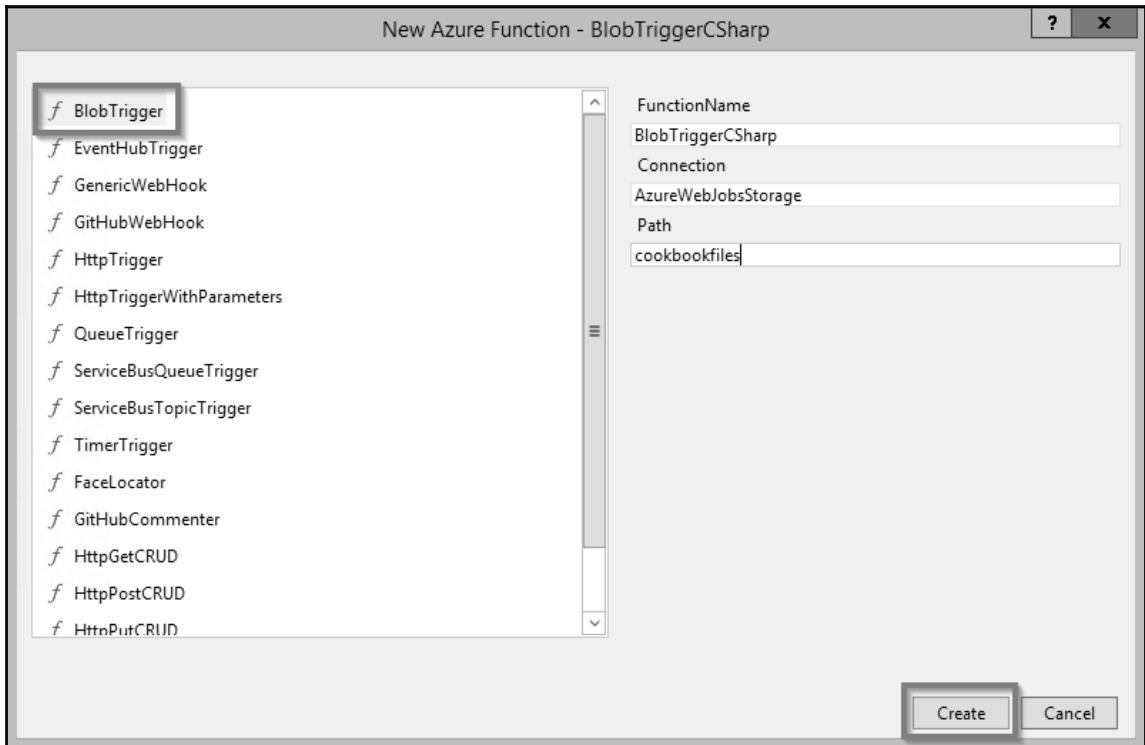 New Azure Function - BlobTriggerCSharp
? x
f BlobTrigger
f EventHubTrigger
f GenericWebHook
f GitHubWebHook
f HttpTrigger
f HttpTriggerWithParameters
f QueueTrigger
f ServiceBusQueueTrigger
f ServiceBusTopicTrigger
f TimerTrigger
f FaceLocator
f GitHubCommenter
f HttpGetCRUD
f HttpPostCRUD
f HttpPutCRUD
FunctionName
BlobTriggerCSharp
Connection
AzureWebJobsStorage
Path
cookbookfiles
Create Cancel